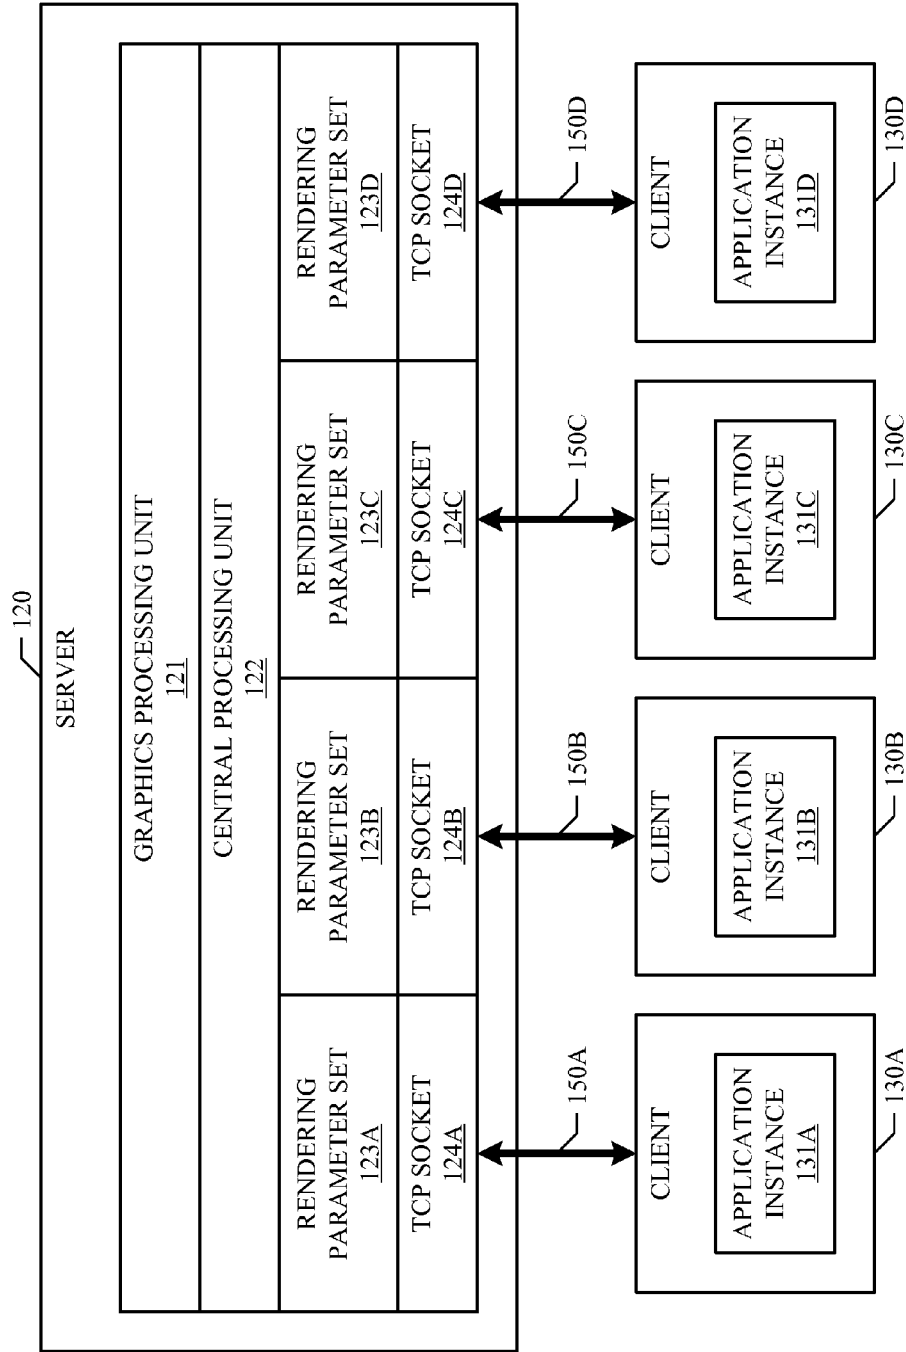 120
SERVER
GRAPHICS PROCESSING UNIT
121
CENTRAL PROCESSING UNIT
122
RENDERING
PARAMETER SET
123A
RENDERING
PARAMETER SET
123B
RENDERING
PARAMETER SET
123C
RENDERING
PARAMETER SET
123D
TCP SOCKET
124A
TCP SOCKET
124B
TCP SOCKET
124C
TCP SOCKET
124D
150A
150B
150C
150D
CLIENT
APPLICATION
INSTANCE
131A
130A
CLIENT
APPLICATION
INSTANCE
131B
130B
CLIENT
APPLICATION
INSTANCE
131C
130C
CLIENT
APPLICATION
INSTANCE
131D
130D